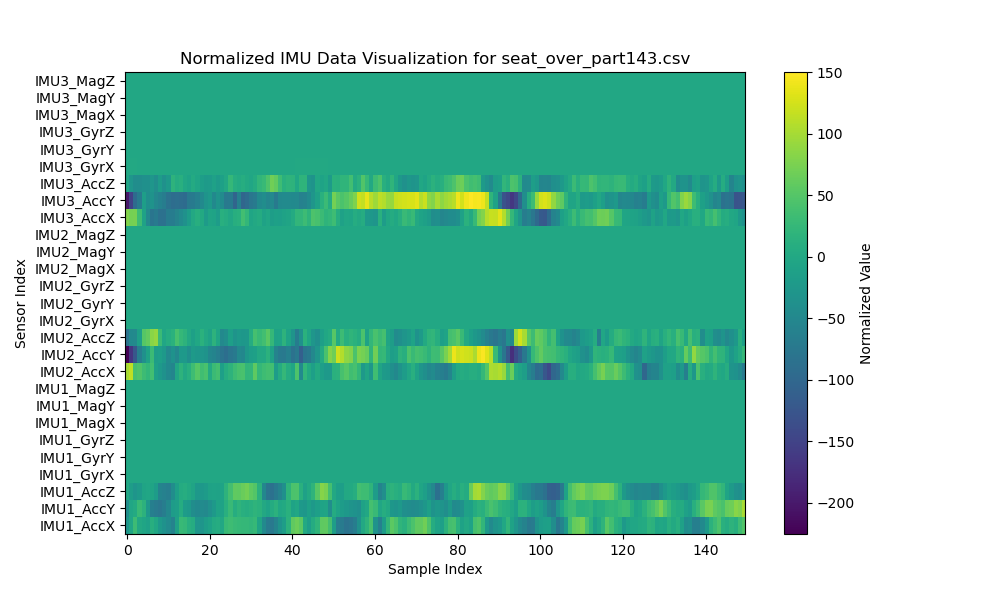 Normalized IMU Data Visualization for seat_over_part143.csv
IMU3_MagZ
IMU3_MagY
IMU3_MagX
IMU3_GyrZ
IMU3_GyrY
IMU3_GyrX
IMU3_AccZ
IMU3_AccY
IMU3_AccX
IMU2_MagZ
IMU2_MagY
IMU2_MagX
IMU2_GyrZ
IMU2_GyrY
IMU2_GyrX
IMU2_AccZ
IMU2_AccY
IMU2_AccX
IMU1_MagZ
IMU1_MagY
IMU1_MagX
IMU1_GyrZ
IMU1_GyrY
IMU1_GyrX
IMU1_AccZ
IMU1_AccY
IMU1_AccX
Sensor Index
0 20 40 60 80 100 120 140
Sample Index
150
100
50
0
−50
−100
−150
−200
Normalized Value